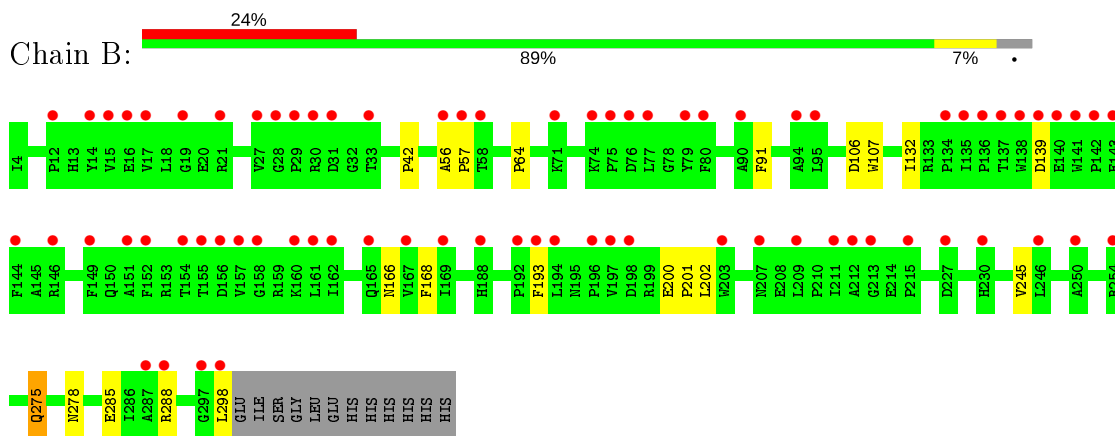 24%
Chain B:
89% 7% •
I4 P12 H13 Y14 V15 E16 V17 L18 G19 E20 R21 V27 G28 P29 R30 D31 G32 T33 P42 A56 P57 T58 P64 K71 K74 P75 D76 L77 G78 Y79 F80 A90 F91 A94 L95 D106 W107 I132 R133 P134 I135 P136 T137 W138 D139 E140 W141 P142
F144 A145 R146 F149 Q150 A151 F152 R153 T154 T155 D156 V157 G158 R159 K160 L161 I162 Q165 N166 V167 F168 I169 H188 P192 F193 L194 N195 P196 V197 D198 R199 E200 P201 L202 W203 N207 E208 L209 P210 I211 A212 G213 E214 P215 D227 H230 V245 L246 A250
Q275 N278 E285 I286 A287 R288 G297 L298 GLU ILE SER GLY LEU GLU HIS HIS HIS HIS HIS HIS